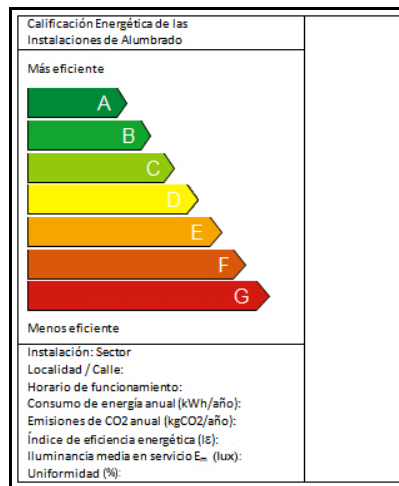 Calificación Energética de las
Instalaciones de Alumbrado
Más eficiente
A
B
C
D
E
F
G
Menos eficiente
Instalación: Sector
Localidad / Calle:
Horario de funcionamiento:
Consumo de energía anual (kWh/año):
Emisiones de CO2 anual (kgCO2/año):
Índice de eficiencia energética (Iε):
Iluminancia media en servicio Eₘ (lux):
Uniformidad (%):